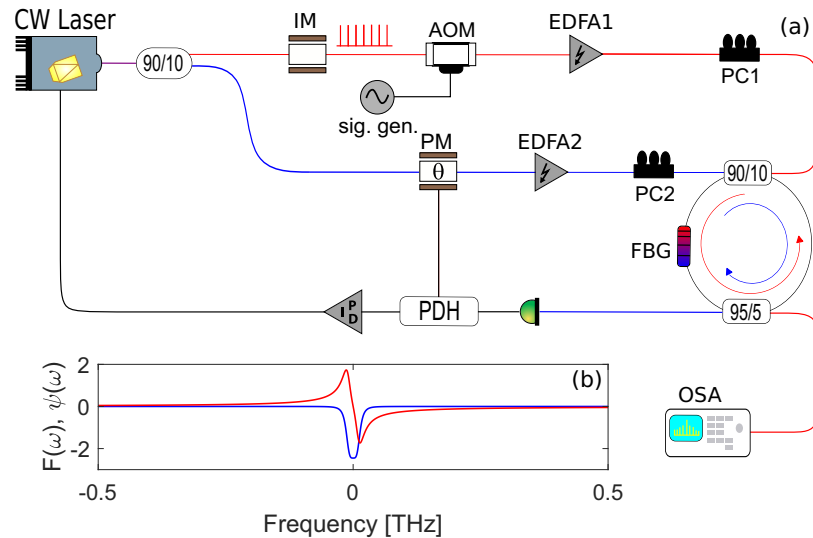 CW Laser
IM
AOM
EDFA1
(a)
90/10
PC1
sig. gen.
PM
EDFA2
θ
PC2
90/10
FBG
PDH
P
I
D
95/5
F(ω), ψ(ω)
2
0
-2
(b)
-0.5
0
0.5
Frequency [THz]
OSA